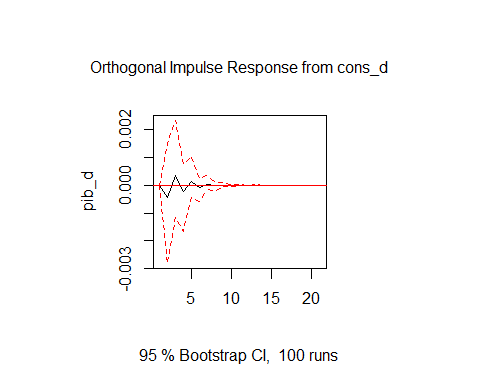 Orthogonal Impulse Response from cons_d
pib_d
0.002
0.000
-0.003
5 10 15 20
95 % Bootstrap CI, 100 runs